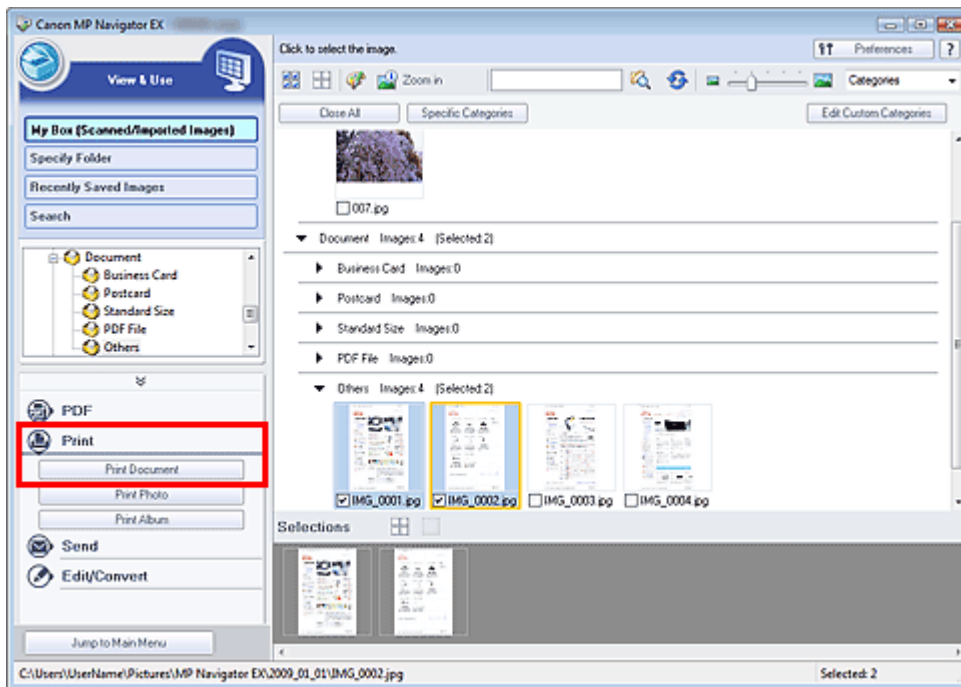 Canon MP Navigator EX
View & Use
My Box (Scanned/Imported Images)
Specify Folder
Recently Saved Images
Search
Document
Business Card
Postcard
Standard Size
PDF File
Others
PDF
Print
Print Document
Print Photo
Print Album
Send
Edit/Convert
Jump to Main Menu
Click to select the image.
Preferences
?
Zoom in
Categories
Close All
Specific Categories
Edit Custom Categories
007.jpg
Document Images:4 (Selected:2)
Business Card Images:0
Postcard Images:0
Standard Size Images:0
PDF File Images:0
Others Images:4 (Selected:2)
IMG_0001.jpg
IMG_0002.jpg
IMG_0003.jpg
IMG_0004.jpg
Selections
C:\Users\UserName\Pictures\MP Navigator EX\2009_01_01\IMG_0002.jpg
Selected: 2